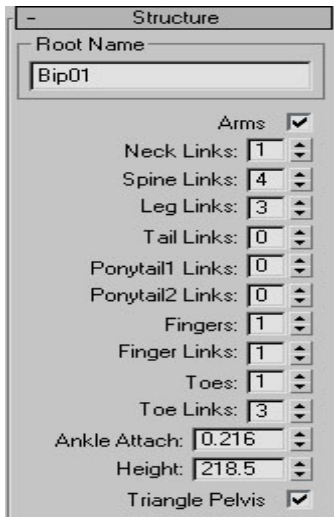 - Structure
Root Name
Bip01
Arms
Neck Links: 1
Spine Links: 4
Leg Links: 3
Tail Links: 0
Ponytail1 Links: 0
Ponytail2 Links: 0
Fingers: 1
Finger Links: 1
Toes: 1
Toe Links: 3
Ankle Attach: 0.216
Height: 218.5
Triangle Pelvis